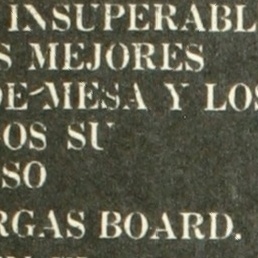 INSUPERABL
S MEJORES
DE-MESA Y LOS
OS SU
SO
RGAS BOARD.